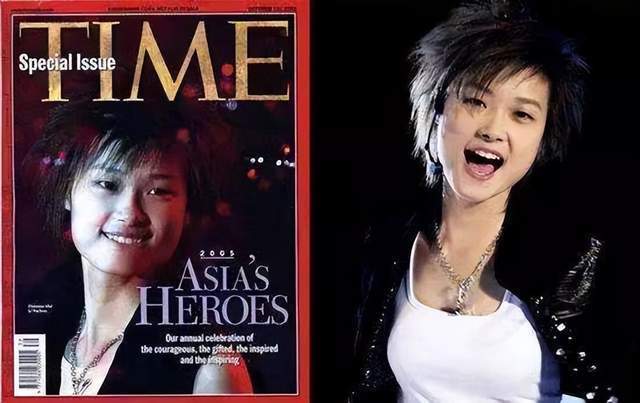 TIME
Special Issue
2005
ASIA'S
HEROES
Our annual celebration of
the courageous, the gifted, the inspired
and the inspiring